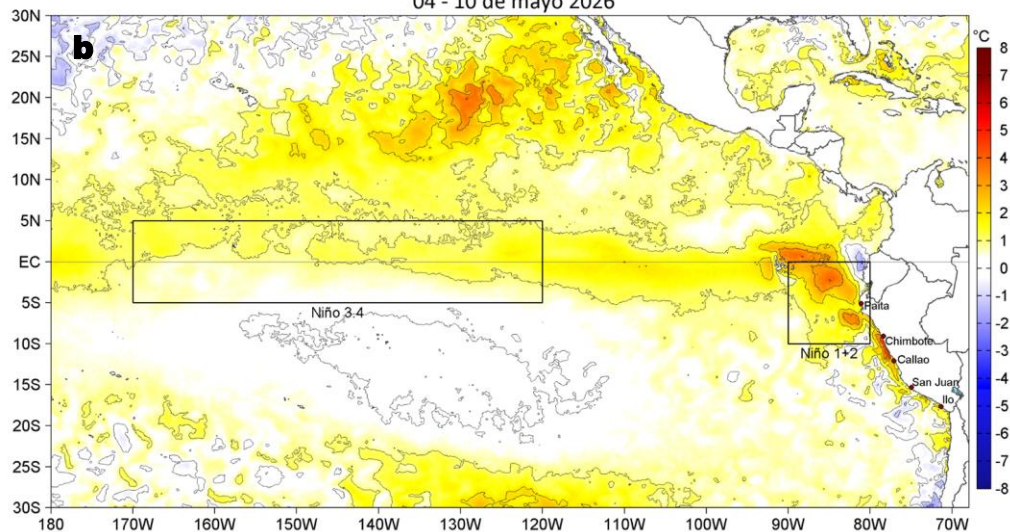 04 - 10 de mayo 2026
b
°C
30N
25N
20N
15N
10N
5N
EC
5S
10S
15S
20S
25S
30S
Niño 3.4
Niño 1+2
Paita
Chimbote
Callao
San Juan
Ilo
8
7
6
5
4
3
2
1
0
-1
-2
-3
-4
-5
-6
-7
-8
180 170W 160W 150W 140W 130W 120W 110W 100W 90W 80W 70W